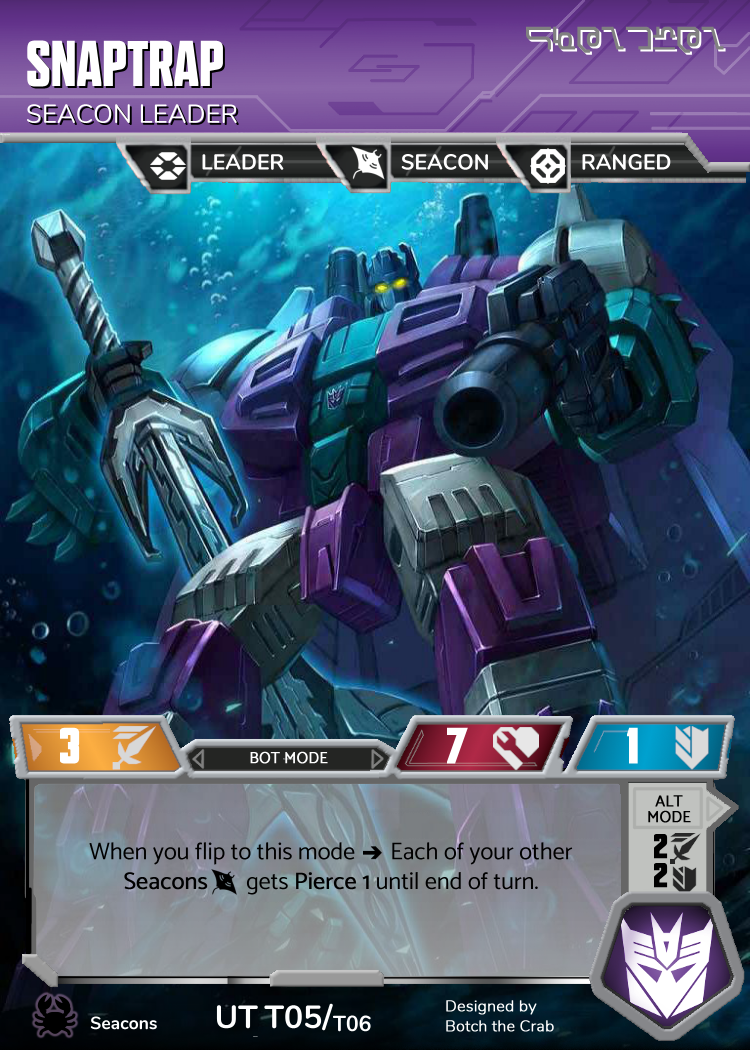 SNAPTRAP
SEACON LEADER
LEADER
SEACON
RANGED
3
BOT MODE
7
1
When you flip to this mode ➔ Each of your other
Seacons gets Pierce 1 until end of turn.
ALT
MODE
2
2
Seacons
UT T05/T06
Designed by
Botch the Crab